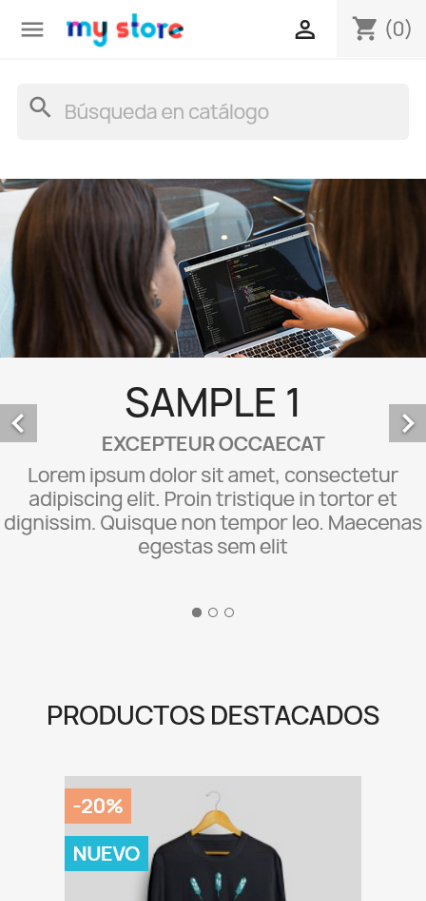 my store
(0)
Búsqueda en catálogo
SAMPLE 1
EXCEPTEUR OCCAECAT
Lorem ipsum dolor sit amet, consectetur
adipiscing elit. Proin tristique in tortor et
dignissim. Quisque non tempor leo. Maecenas
egestas sem elit
PRODUCTOS DESTACADOS
-20%
NUEVO